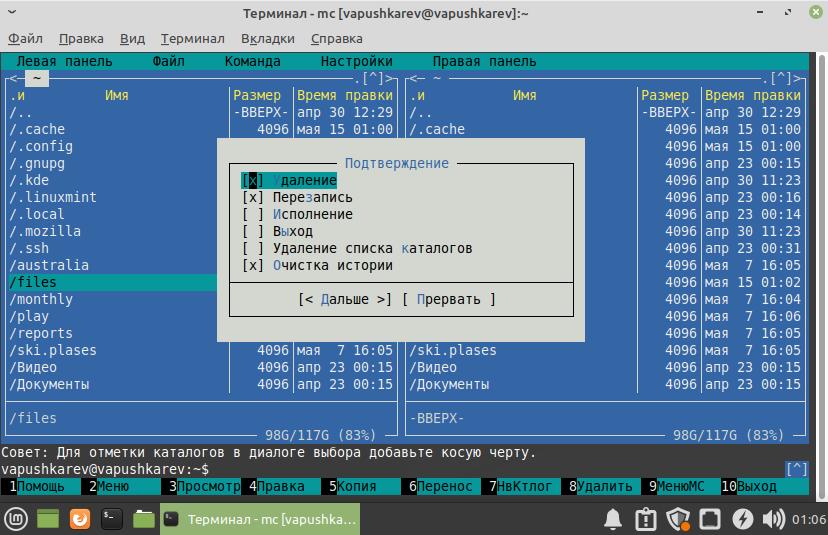 Терминал - mc [vapushkarev@vapushkarev]:~
Файл Правка Вид Терминал Вкладки Справка
Левая панель Файл Команда Настройки Правая панель
<─ ~ .[^]> <─ ~ .[^]>
.и Имя Размер Время правки .и Имя Размер Время правки
/.. -ВВЕРХ- апр 30 12:29 /.. -ВВЕРХ- апр 30 12:29
/.cache 4096 мая 15 01:00 /.cache 4096 мая 15 01:00
/.config 4096 мая 15 01:00
/.gnupg 4096 апр 23 00:15
/.kde 4096 апр 30 11:23
/.linuxmint 4096 апр 23 00:16
/.local 4096 апр 23 00:14
/.mozilla 4096 апр 30 11:23
/.ssh 4096 апр 23 00:31
/australia 4096 мая 7 16:05
/files 4096 мая 15 01:02
/monthly 4096 мая 7 16:04
/play 4096 мая 7 16:06
/reports 4096 мая 7 16:05
/ski.plases 4096 мая 7 16:05 /ski.plases 4096 мая 7 16:05
/Видео 4096 апр 23 00:15 /Видео 4096 апр 23 00:15
/Документы 4096 апр 23 00:15 /Документы 4096 апр 23 00:15
Подтверждение
[x] Удаление
[x] Перезапись
[ ] Исполнение
[ ] Выход
[ ] Удаление списка каталогов
[x] Очистка истории
[< Дальше >] [ Прервать ]
/files -ВВЕРХ-
98G/117G (83%) 98G/117G (83%)
Совет: Для отметки каталогов в диалоге выбора добавьте косую черту.
vapushkarev@vapushkarev:~$ [^]
1Помощь 2Меню 3Просмотр 4Правка 5Копия 6Перенос 7НвКтлог 8Удалить 9МенюМС 10Выход
Терминал - mc [vapushka... 01:06